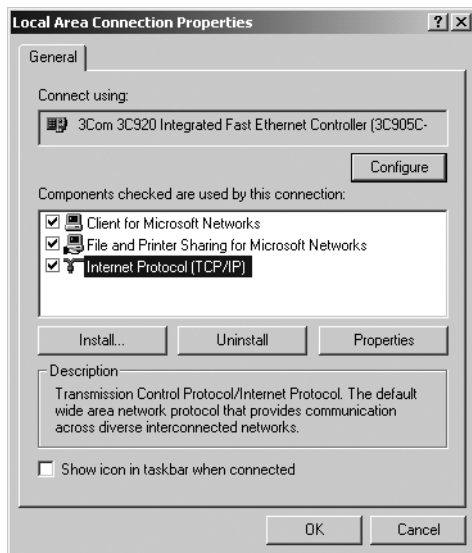 Local Area Connection Properties
General
Connect using:
3Com 3C920 Integrated Fast Ethernet Controller (3C905C-
Configure
Components checked are used by this connection:
Client for Microsoft Networks
File and Printer Sharing for Microsoft Networks
Internet Protocol (TCP/IP)
Install... Uninstall Properties
Description
Transmission Control Protocol/Internet Protocol. The default
wide area network protocol that provides communication
across diverse interconnected networks.
Show icon in taskbar when connected
OK Cancel